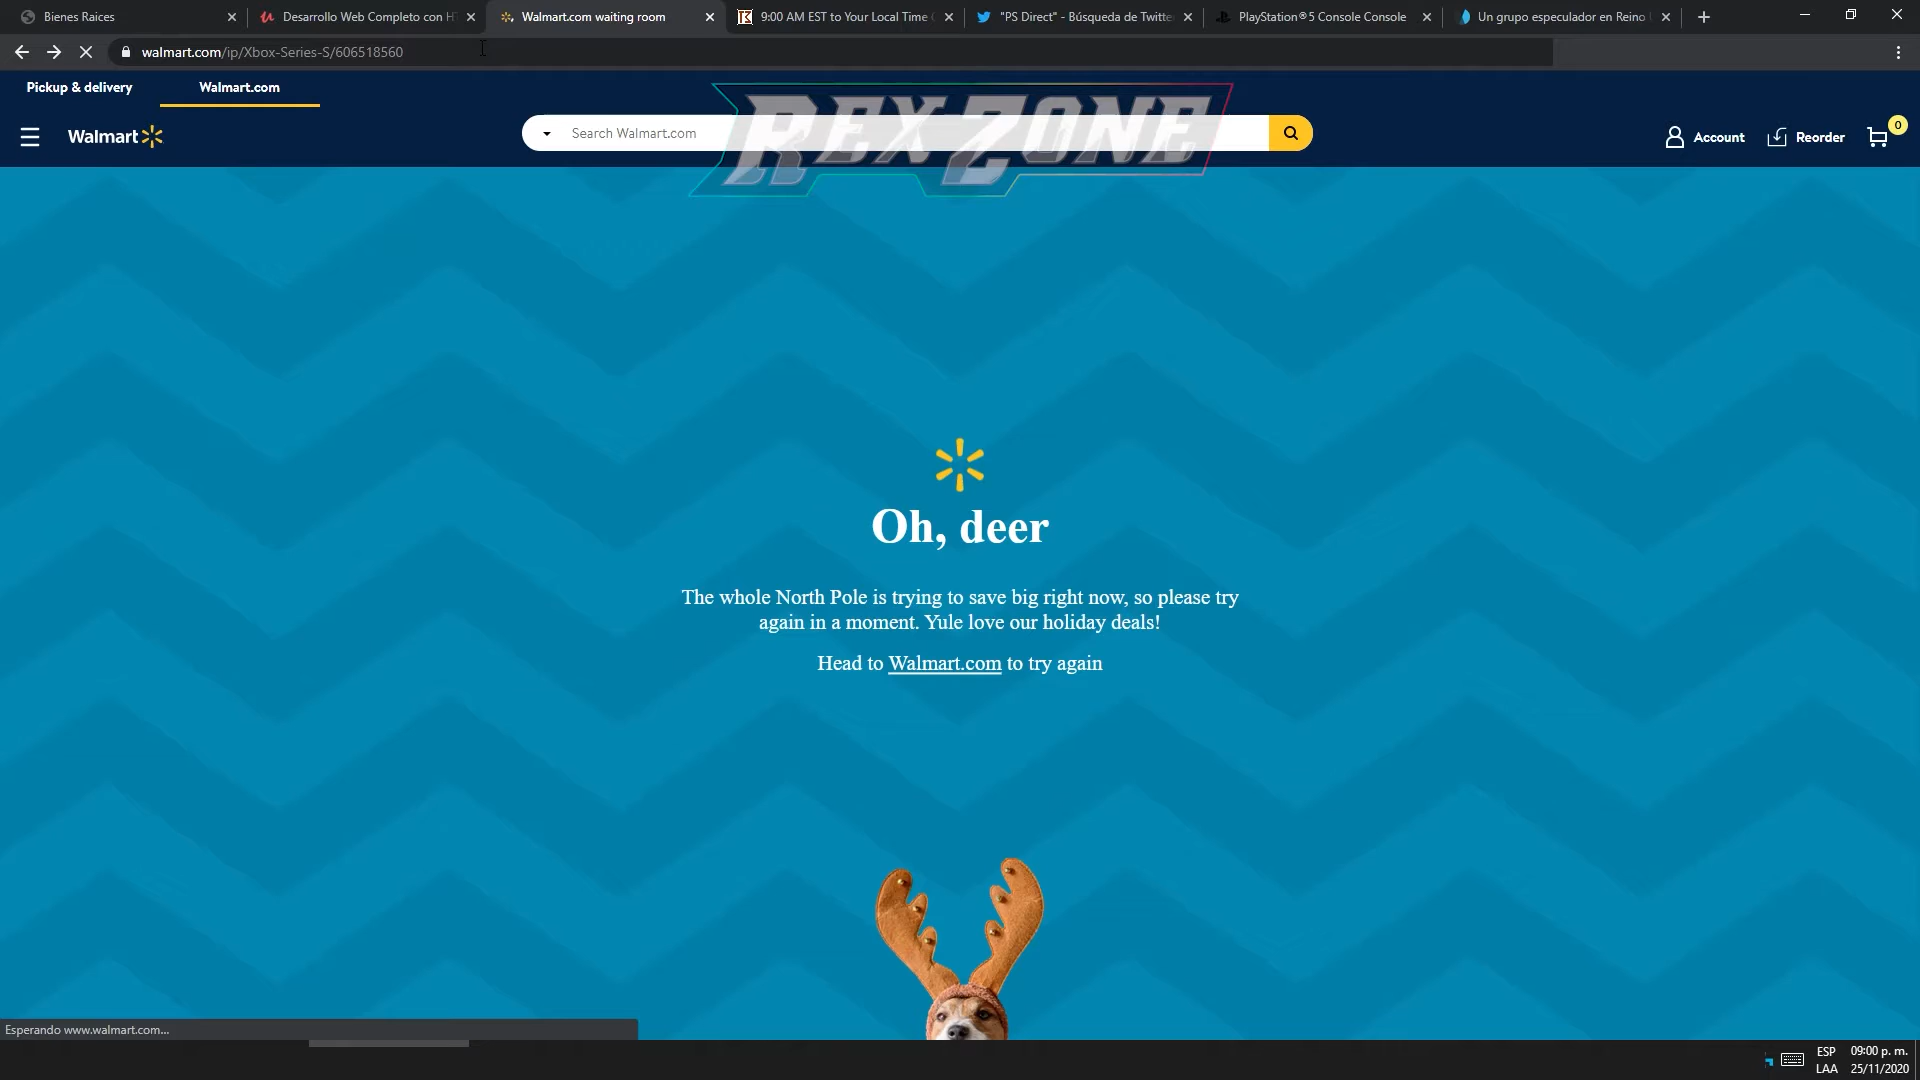 Bienes Raices
Desarrollo Web Completo con HT
Walmart.com waiting room
9:00 AM EST to Your Local Time
"PS Direct" - Búsqueda de Twitte
PlayStation®5 Console Console
Un grupo especulador en Reino
walmart.com/ip/Xbox-Series-S/606518560
Pickup & delivery
Walmart.com
Walmart
Search Walmart.com
REX ZONE
Account
Reorder
0
Oh, deer
The whole North Pole is trying to save big right now, so please try
again in a moment. Yule love our holiday deals!
Head to Walmart.com to try again
Esperando www.walmart.com...
ESP
LAA
09:00 p. m.
25/11/2020